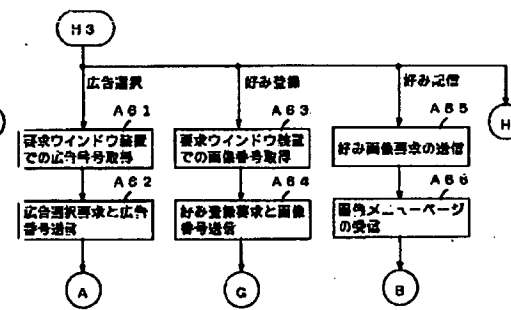 H3
広告選択
好み登録
好み配信
A61
A63
A65
要求ウインドウ装置
での広告番号取得
要求ウインドウ装置
での画像番号取得
好み画像要求の送信
H
A62
A64
A66
広告選択要求と広告
番号送信
好み登録要求と画像
番号送信
画像メニューページ
の受信
A
G
B